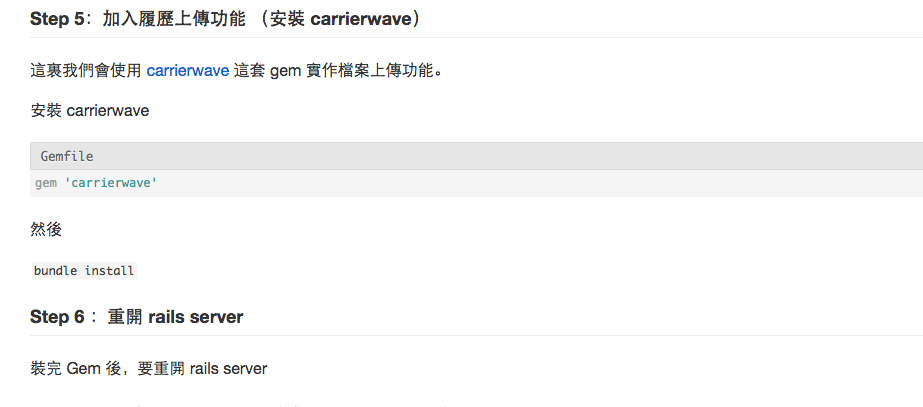 Step 5：加入履歷上傳功能 （安裝 carrierwave）
這裏我們會使用 carrierwave 這套 gem 實作檔案上傳功能。
安裝 carrierwave
Gemfile
gem 'carrierwave'
然後
bundle install
Step 6 ：重開 rails server
裝完 Gem 後，要重開 rails server